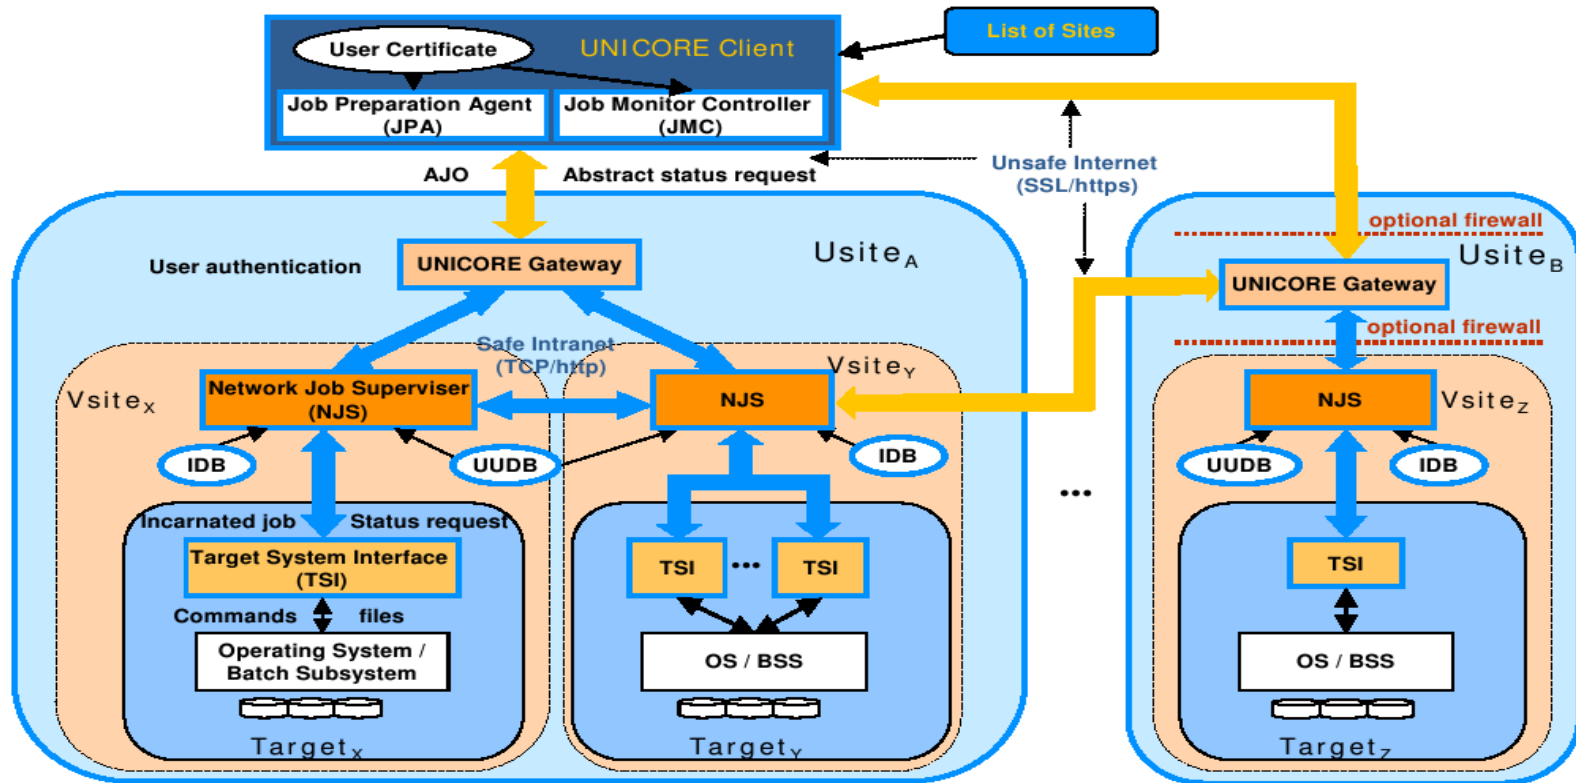 User Certificate
UNICORE Client
List of Sites
Job Preparation Agent
(JPA)
Job Monitor Controller
(JMC)
AJO
Abstract status request
Unsafe Internet
(SSL/https)
optional firewall
User authentication
UNICORE Gateway
UsiteA
UsiteB
UNICORE Gateway
optional firewall
Safe Intranet
(TCP/http)
VsiteX
Network Job Superviser
(NJS)
VsiteY
NJS
NJS
VsiteZ
IDB
UUDB
IDB
UUDB
IDB
...
Incarnated job
Status request
Target System Interface
(TSI)
TSI
...
TSI
TSI
Commands
files
Operating System /
Batch Subsystem
OS / BSS
OS / BSS
TargetX
TargetY
TargetZ